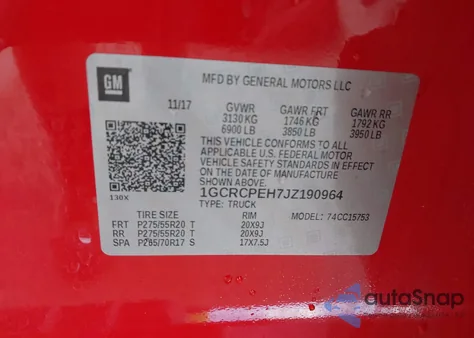 GM
MFD BY GENERAL MOTORS LLC
11/17 GVWR GAWR FRT GAWR RR
3130 KG 1746 KG 1792 KG
6900 LB 3850 LB 3950 LB
THIS VEHICLE CONFORMS TO ALL
APPLICABLE U.S. FEDERAL MOTOR
VEHICLE SAFETY STANDARDS IN EFFECT
ON THE DATE OF MANUFACTURE
SHOWN ABOVE.
1GCRCPEH7JZ190964
130X TYPE: TRUCK MODEL: 74CC15753
TIRE SIZE RIM
FRT P275/55R20 T 20X9J
RR P275/55R20 T 20X9J
SPA P265/70R17 S 17X7.5J
autoSnap